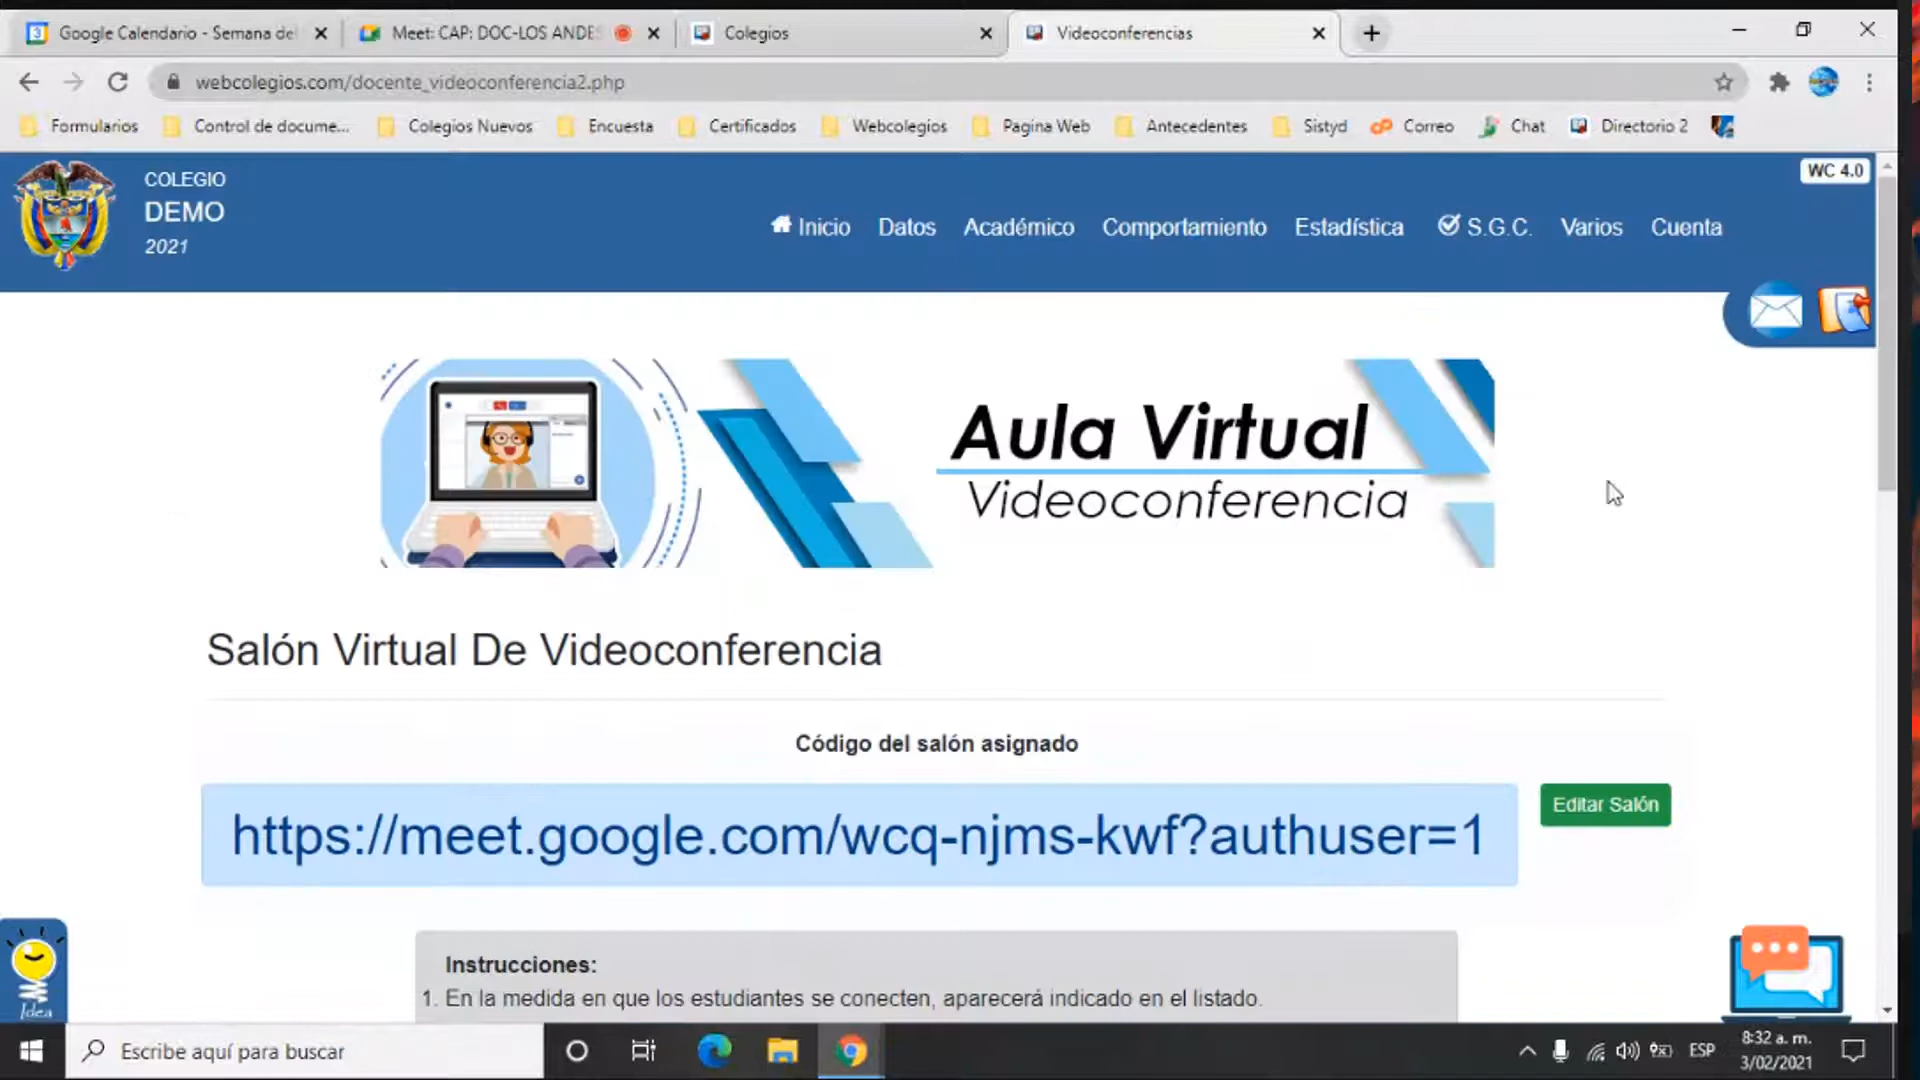 Google Calendario - Semana del
Meet: CAP: DOC-LOS ANDES
Colegios
Videoconferencias
webcolegios.com/docente_videoconferencia2.php
Formularios
Control de docume...
Colegios Nuevos
Encuesta
Certificados
Webcolegios
Pagina Web
Antecedentes
Sistyd
Correo
Chat
Directorio 2
COLEGIO
DEMO
2021
WC 4.0
Inicio
Datos
Académico
Comportamiento
Estadística
S.G.C.
Varios
Cuenta
Aula Virtual
Videoconferencia
Salón Virtual De Videoconferencia
Código del salón asignado
https://meet.google.com/wcq-njms-kwf?authuser=1
Editar Salón
Instrucciones:
1. En la medida en que los estudiantes se conecten, aparecerá indicado en el listado.
Idea
Escribe aquí para buscar
ESP
8:32 a. m.
3/02/2021